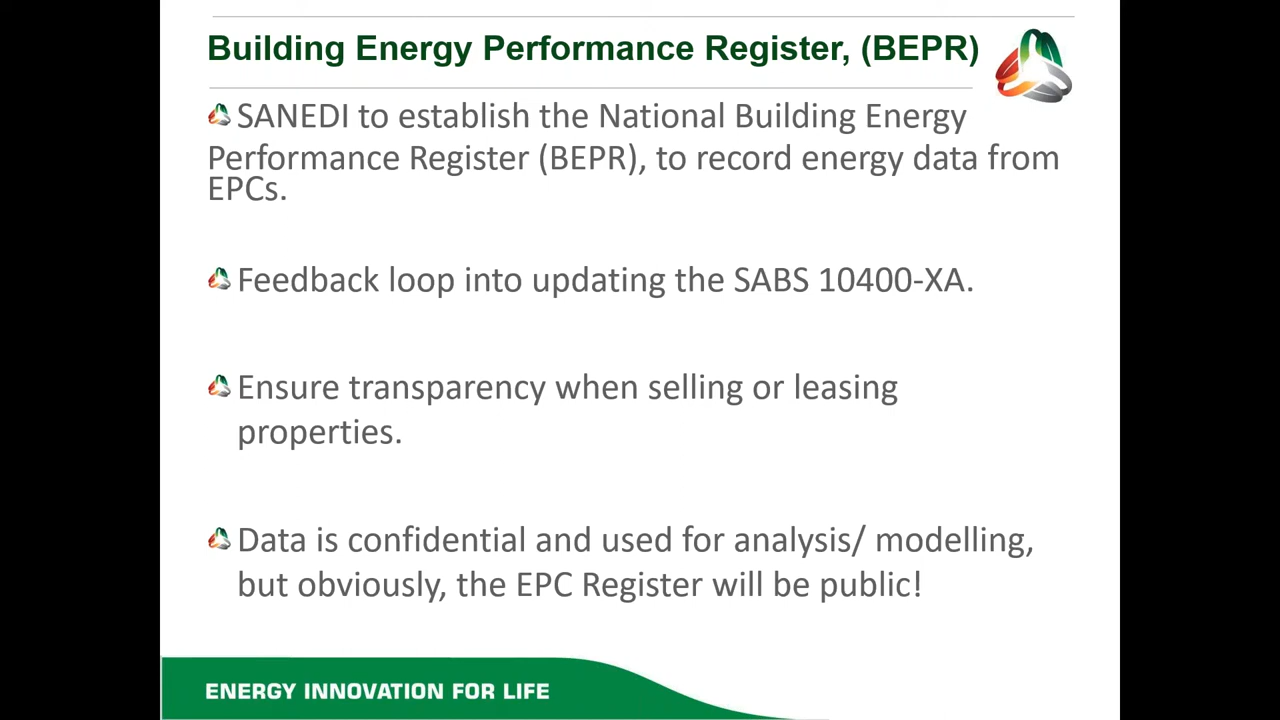 Building Energy Performance Register, (BEPR)
SANEDI to establish the National Building Energy
Performance Register (BEPR), to record energy data from
EPCs.
Feedback loop into updating the SABS 10400-XA.
Ensure transparency when selling or leasing
properties.
Data is confidential and used for analysis/ modelling,
but obviously, the EPC Register will be public!
ENERGY INNOVATION FOR LIFE